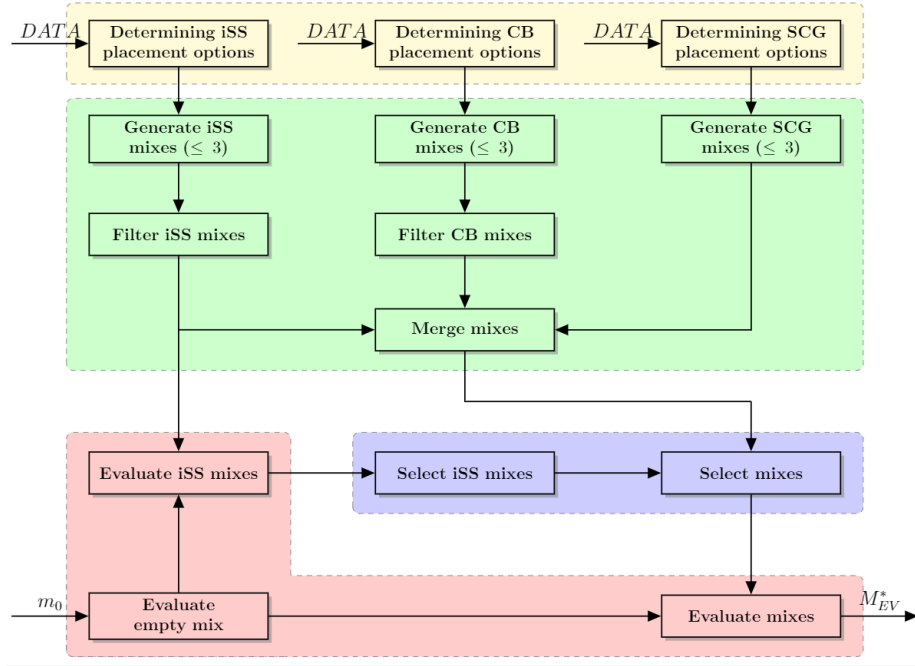 DATA
Determining iSS
placement options
DATA
Determining CB
placement options
DATA
Determining SCG
placement options
Generate iSS
mixes (≤ 3)
Generate CB
mixes (≤ 3)
Generate SCG
mixes (≤ 3)
Filter iSS mixes
Filter CB mixes
Merge mixes
Evaluate iSS mixes
Select iSS mixes
Select mixes
m₀
Evaluate
empty mix
Evaluate mixes
M*_EV